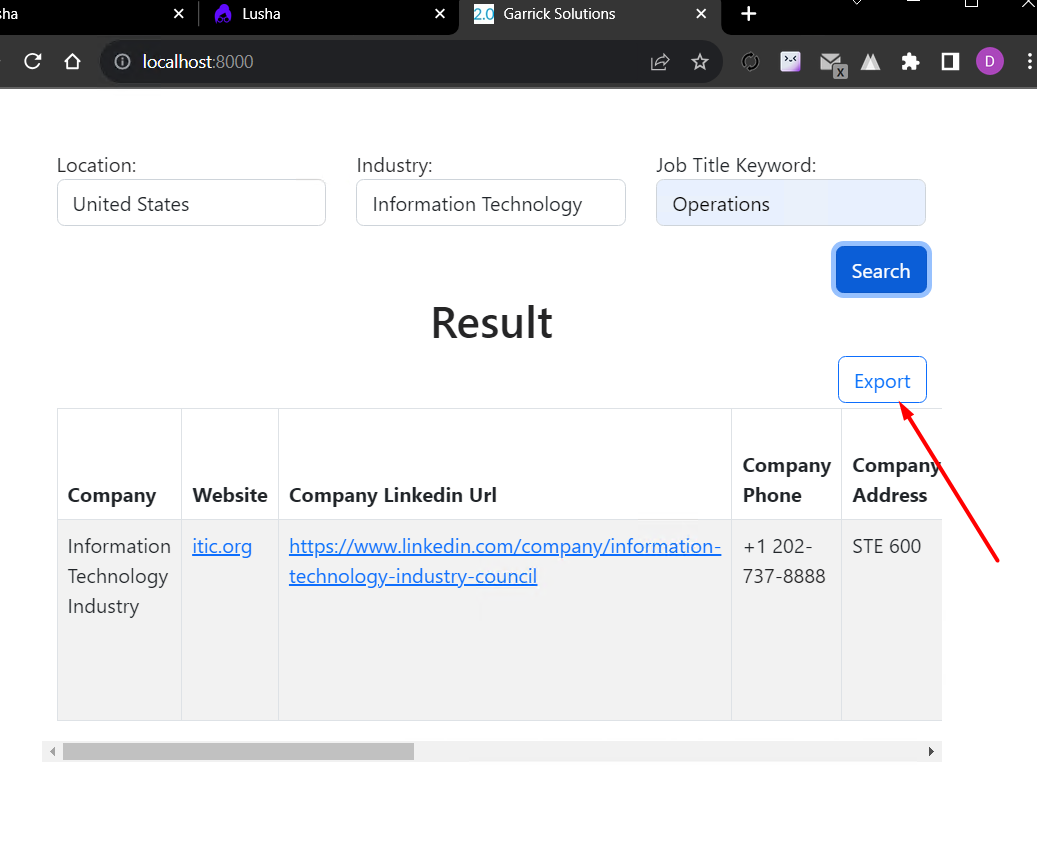 sha
Lusha
2.0 Garrick Solutions
localhost:8000
x
D
Location:
Industry:
Job Title Keyword:
United States
Information Technology
Operations
Search
Result
Export
Company
Website
Company Linkedin Url
Company
Phone
Company
Address
Information
Technology
Industry
itic.org
https://www.linkedin.com/company/information-
technology-industry-council
+1 202-
737-8888
STE 600